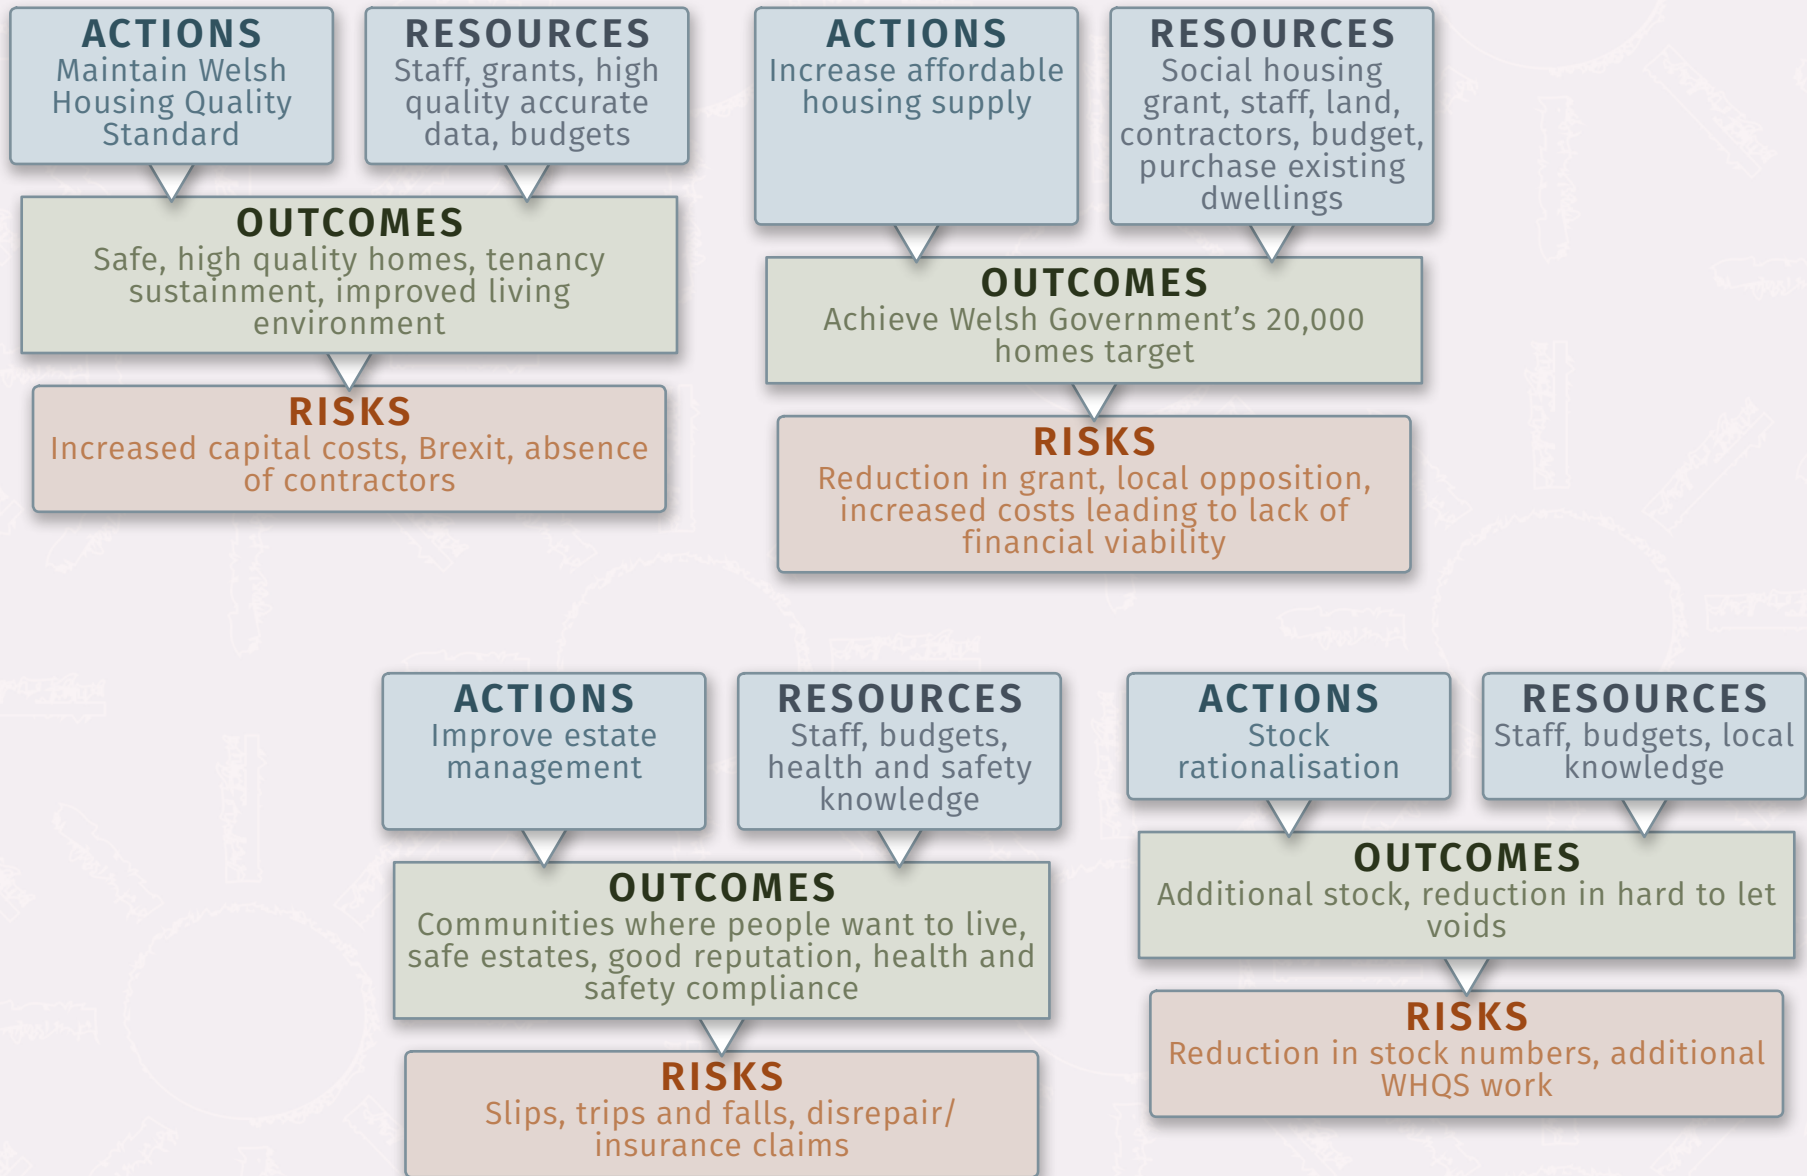 ACTIONS
Maintain Welsh
Housing Quality
Standard
RESOURCES
Staff, grants, high
quality accurate
data, budgets
OUTCOMES
Safe, high quality homes, tenancy
sustainment, improved living
environment
RISKS
Increased capital costs, Brexit, absence
of contractors
ACTIONS
Increase affordable
housing supply
RESOURCES
Social housing
grant, staff, land,
contractors, budget,
purchase existing
dwellings
OUTCOMES
Achieve Welsh Government’s 20,000
homes target
RISKS
Reduction in grant, local opposition,
increased costs leading to lack of
financial viability
ACTIONS
Improve estate
management
RESOURCES
Staff, budgets,
health and safety
knowledge
OUTCOMES
Communities where people want to live,
safe estates, good reputation, health and
safety compliance
RISKS
Slips, trips and falls, disrepair/
insurance claims
ACTIONS
Stock
rationalisation
RESOURCES
Staff, budgets, local
knowledge
OUTCOMES
Additional stock, reduction in hard to let
voids
RISKS
Reduction in stock numbers, additional
WHQS work